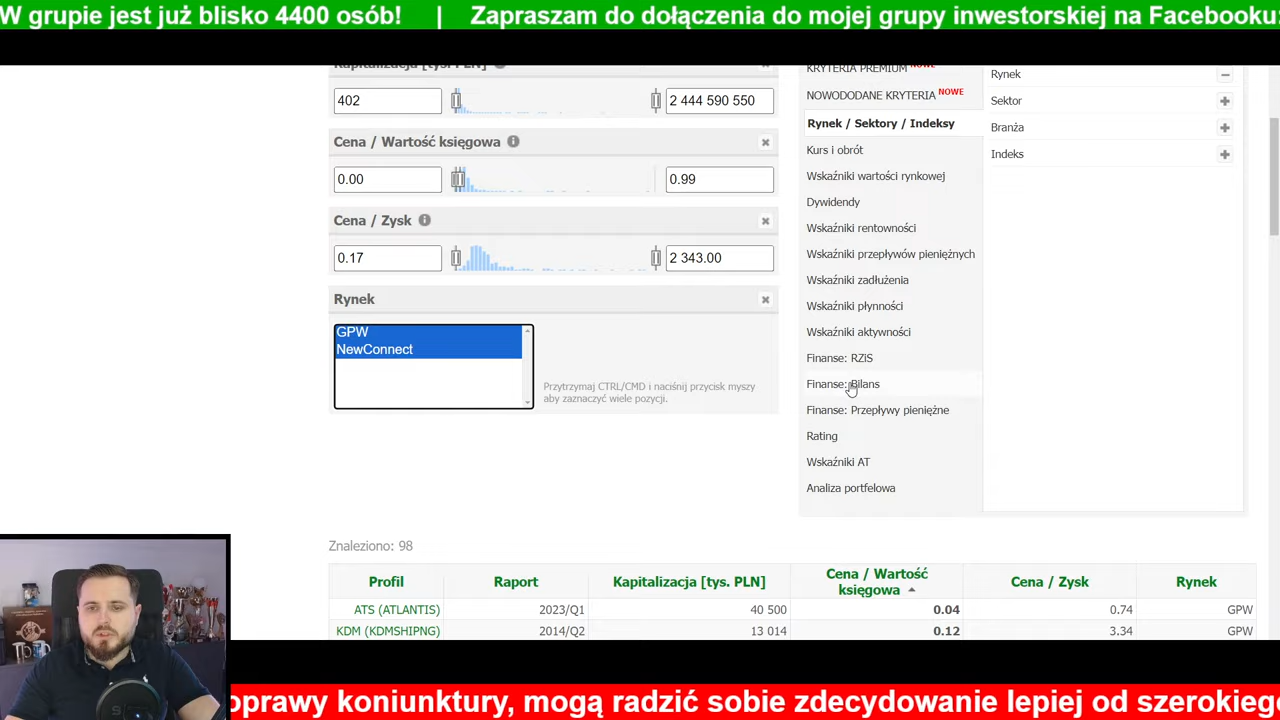 W grupie jest już blisko 4400 osób! | Zapraszam do dołączenia do mojej grupy inwestorskiej na Facebooku:
Kapitalizacja [tys. PLN]
402
2 444 590 550
Cena / Wartość księgowa
0.00
0.99
Cena / Zysk
0.17
2 343.00
Rynek
GPW
NewConnect
Przytrzymaj CTRL/CMD i naciśnij przycisk myszy
aby zaznaczyć wiele pozycji.
KRYTERIA PREMIUM NOWE
NOWODODANE KRYTERIA NOWE
Rynek / Sektory / Indeksy
Kurs i obrót
Wskaźniki wartości rynkowej
Dywidendy
Wskaźniki rentowności
Wskaźniki przepływów pieniężnych
Wskaźniki zadłużenia
Wskaźniki płynności
Wskaźniki aktywności
Finanse: RZiS
Finanse: Bilans
Finanse: Przepływy pieniężne
Rating
Wskaźniki AT
Analiza portfelowa
Rynek
Sektor
Branża
Indeks
Znaleziono: 98
Profil Raport Kapitalizacja [tys. PLN] Cena / Wartość księgowa Cena / Zysk Rynek
ATS (ATLANTIS) 2023/Q1 40 500 0.04 0.74 GPW
KDM (KDMSHIPNG) 2014/Q2 13 014 0.12 3.34 GPW
oprawy koniunktury, mogą radzić sobie zdecydowanie lepiej od szerokieg